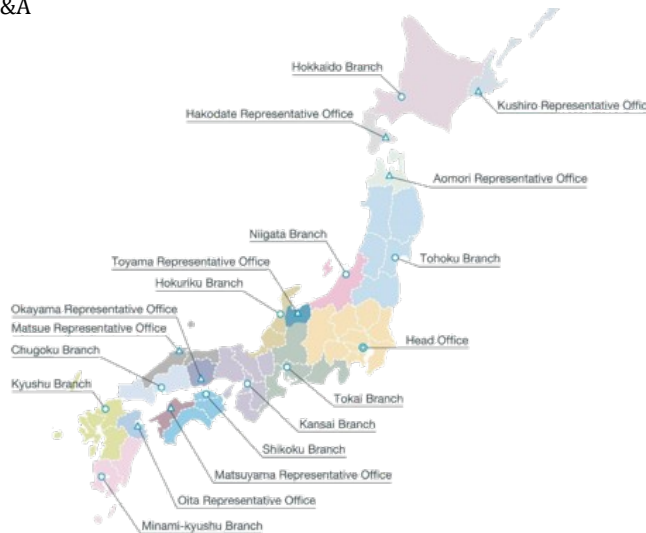 &A
Hokkaido Branch
Kushiro Representative Offic
Hakodate Representative Office
Aomori Representative Office
Niigata Branch
Toyama Representative Office
Tohoku Branch
Hokuriku Branch
Okayama Representative Office
Matsue Representative Office
Head Office
Chugoku Branch
Kyushu Branch
Tokai Branch
Kansai Branch
Shikoku Branch
Matsuyama Representative Office
Oita Representative Office
Minami-kyushu Branch